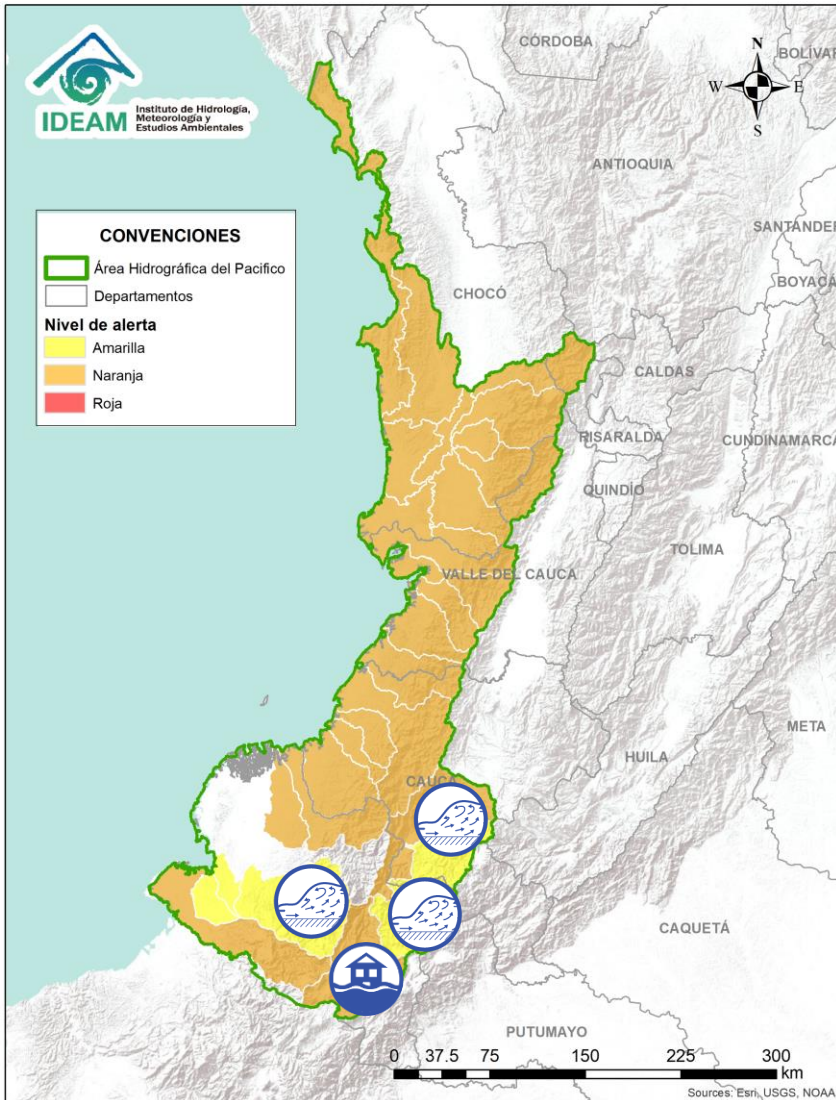 IDEAM
Instituto de Hidrología,
Meteorología y
Estudios Ambientales
CÓRDOBA
BOLÍVAR
N
W E
S
ANTIOQUIA
SANTANDER
BOYACÁ
CONVENCIONES
Área Hidrográfica del Pacifico
Departamentos
Nivel de alerta
Amarilla
Naranja
Roja
CHOCÓ
CALDAS
RISARALDA
CUNDINAMARCA
QUINDÍO
TOLIMA
VALLE DEL CAUCA
META
HUILA
CAUCA
CAQUETÁ
PUTUMAYO
0 37.5 75 150 225 300
km
Sources: Esri, USGS, NOAA